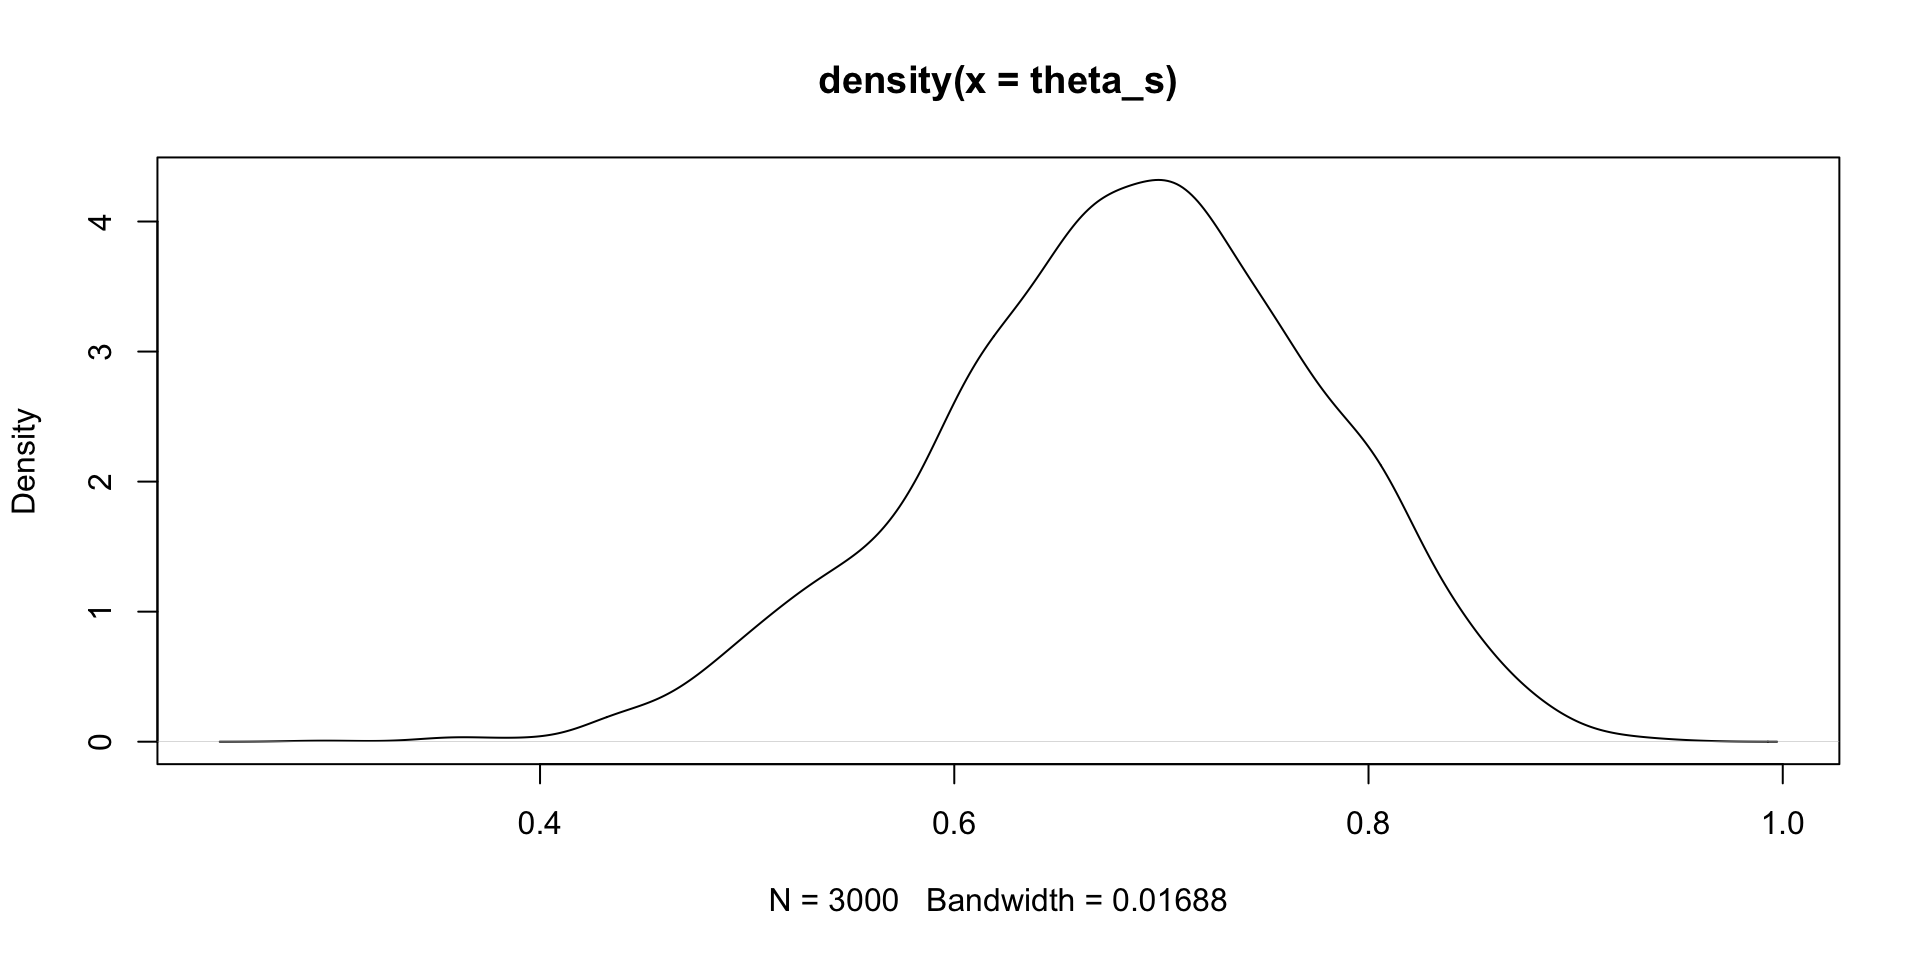 density(x = theta_s)
Density
4
3
2
1
0
0.4 0.6 0.8 1.0
N = 3000 Bandwidth = 0.01688